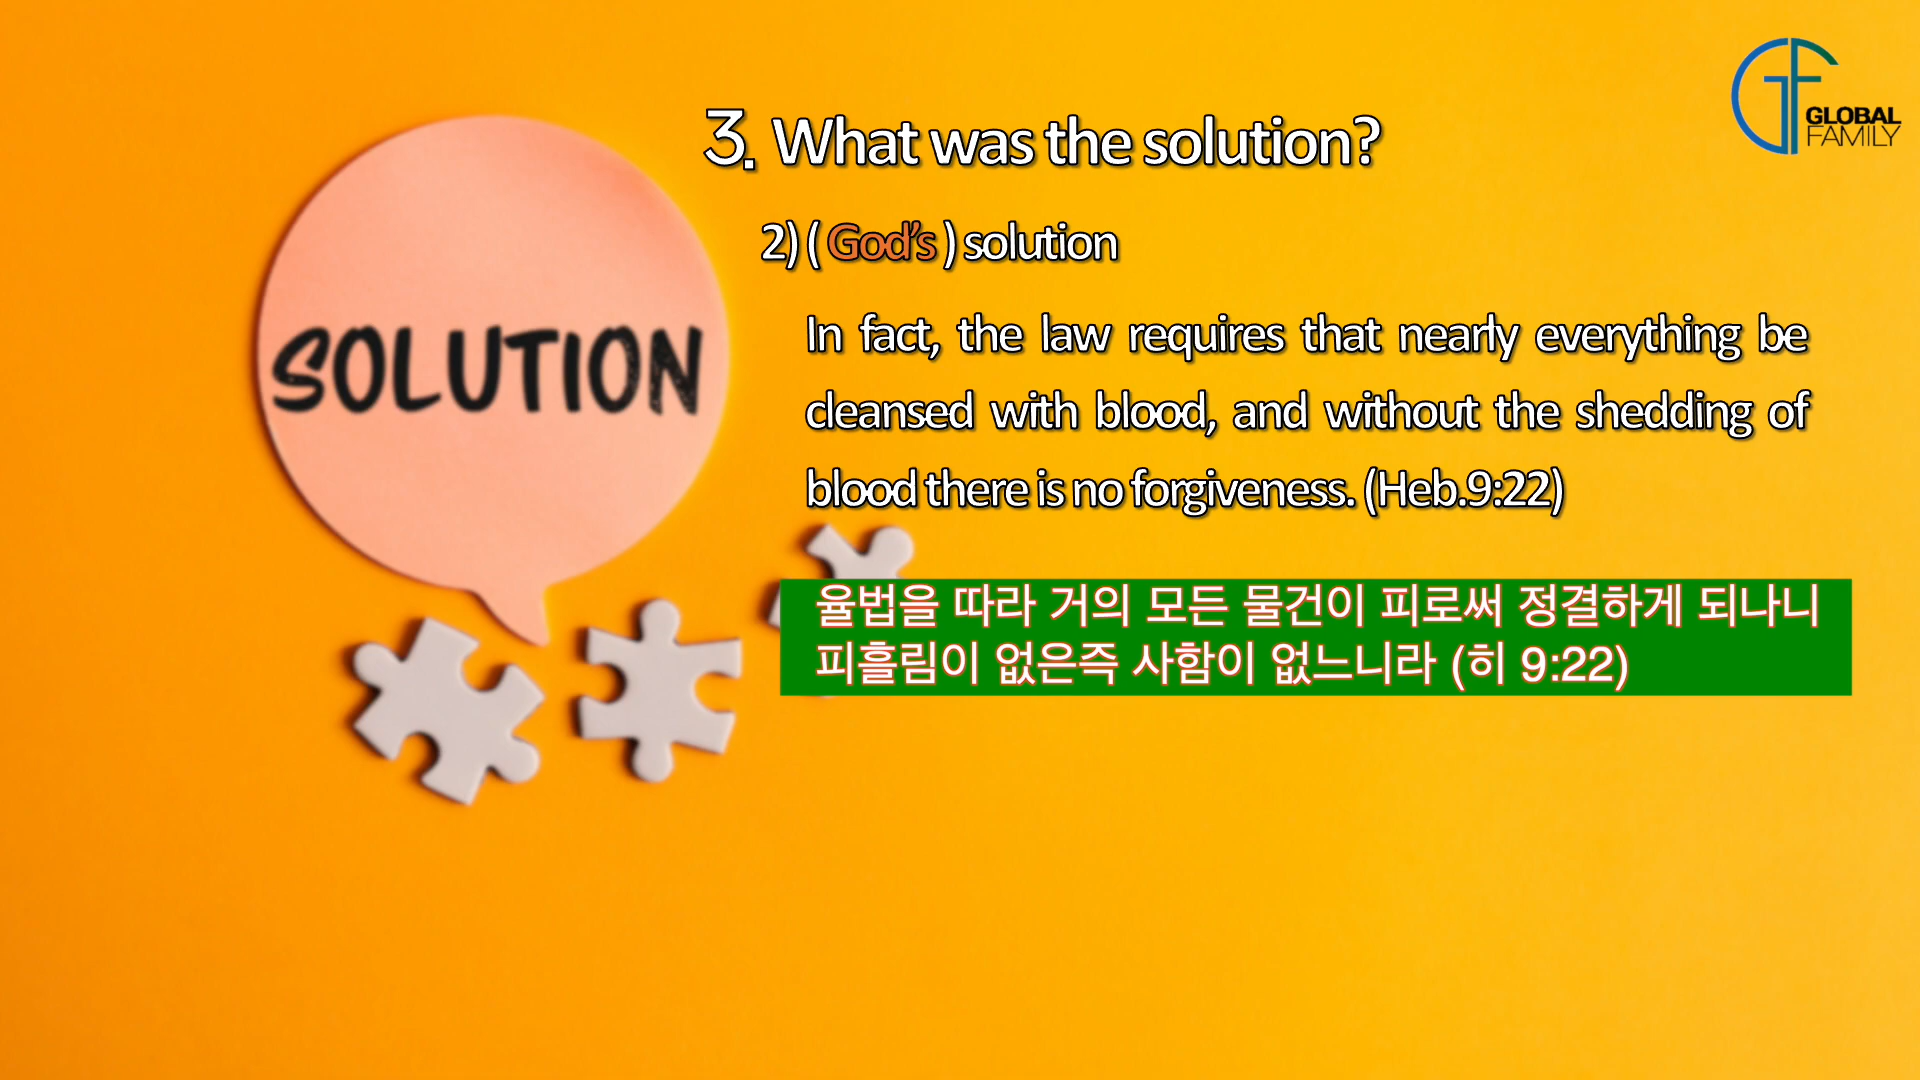 GLOBAL
FAMILY
3. What was the solution?
2) ( God's ) solution
SOLUTION
In fact, the law requires that nearly everything be
cleansed with blood, and without the shedding of
blood there is no forgiveness. (Heb.9:22)
율법을 따라 거의 모든 물건이 피로써 정결하게 되나니
피흘림이 없은즉 사함이 없느니라 (히 9:22)